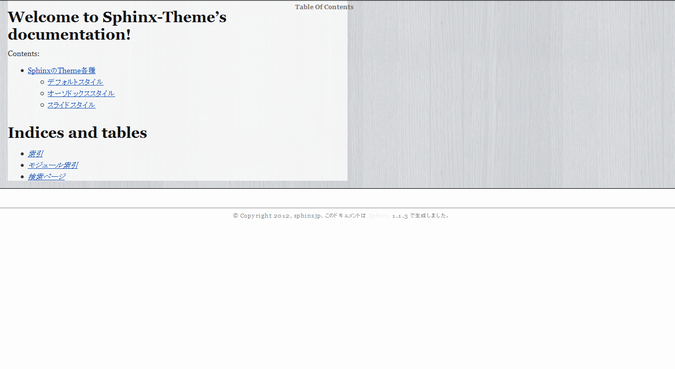 Table Of Contents
Welcome to Sphinx-Theme's
documentation!
Contents:
SphinxのTheme各種
デフォルトスタイル
オーソドックススタイル
スライドスタイル
Indices and tables
索引
モジュール索引
検索ページ
© Copyright 2012, sphinxjp. このドキュメントは 1.1.3 で生成しました。